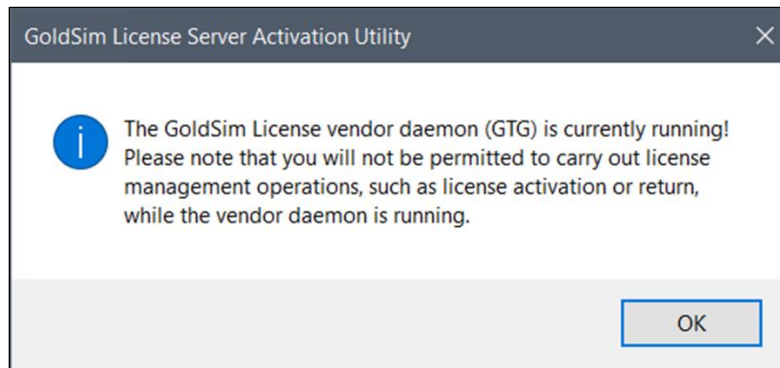 GoldSim License Server Activation Utility
The GoldSim License vendor daemon (GTG) is currently running!
Please note that you will not be permitted to carry out license
management operations, such as license activation or return,
while the vendor daemon is running.
OK